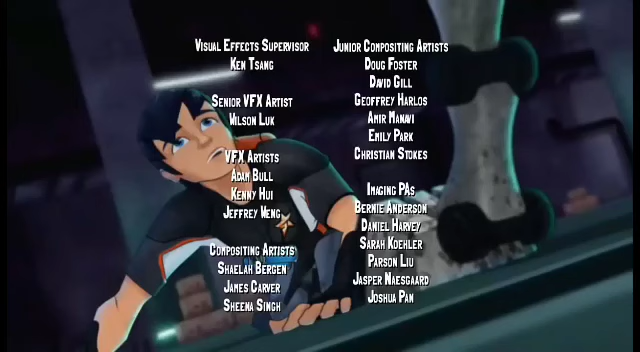 Visual Effects Supervisor
Ken Tsang
Senior VFX Artist
Wilson Luk
VFX Artists
Adam Bull
Kenny Hui
Jeffrey Weng
Compositing Artists
Shaelah Bergen
James Carver
Sheena Singh
Junior Compositing Artists
Doug Foster
David Gill
Geoffrey Harlos
Amir Manavi
Emily Park
Christian Stokes
Imaging PAs
Bernie Anderson
Daniel Harvey
Sarah Koehler
Parson Liu
Jasper Naesgaard
Joshua Pan